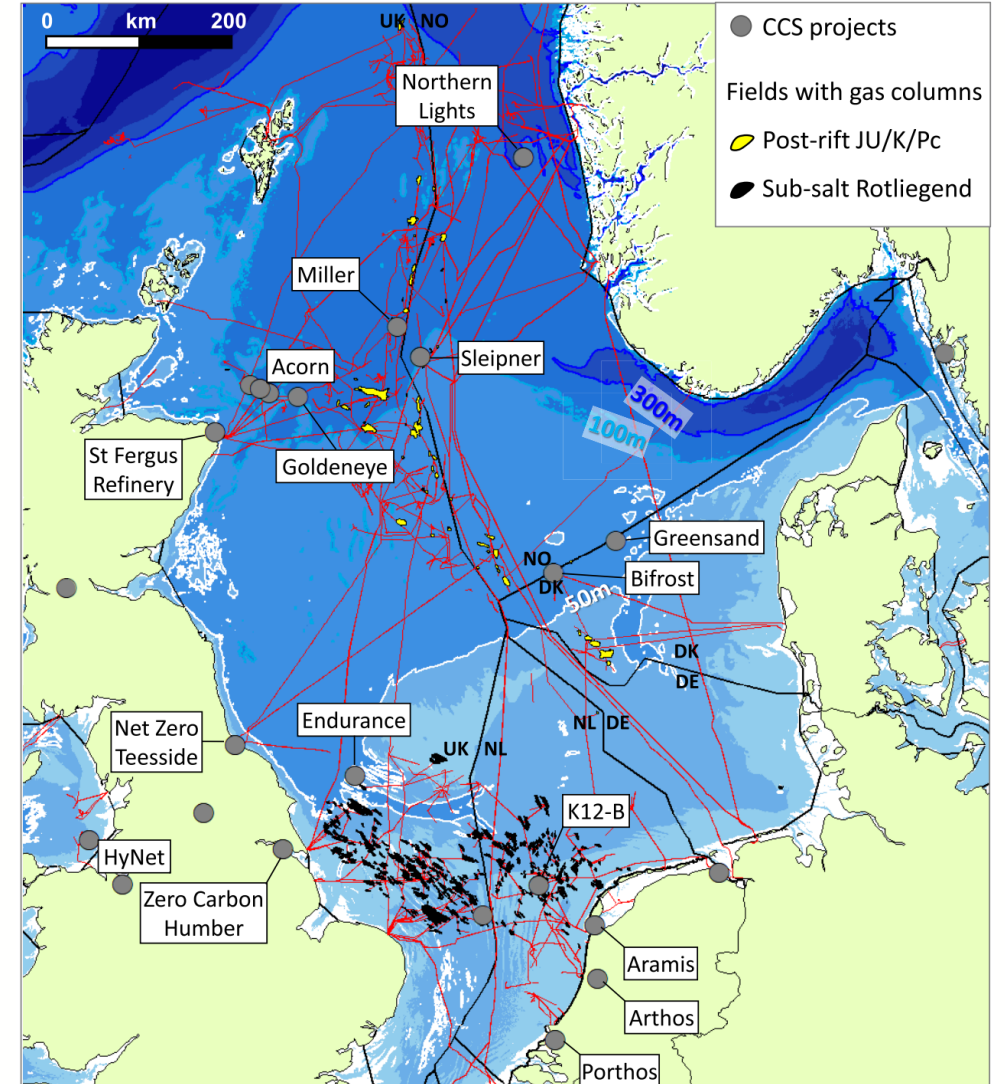 0 km 200
UK NO
CCS projects
Fields with gas columns
Post-rift JU/K/Pc
Sub-salt Rotliegend
Northern
Lights
Miller
Sleipner
Acorn
300m
100m
St Fergus
Refinery
Goldeneye
Greensand
NO
Bifrost
DK
50m
DK
DE
Net Zero
Teesside
Endurance
NL DE
UK NL
K12-B
HyNet
Zero Carbon
Humber
Aramis
Arthos
Porthos